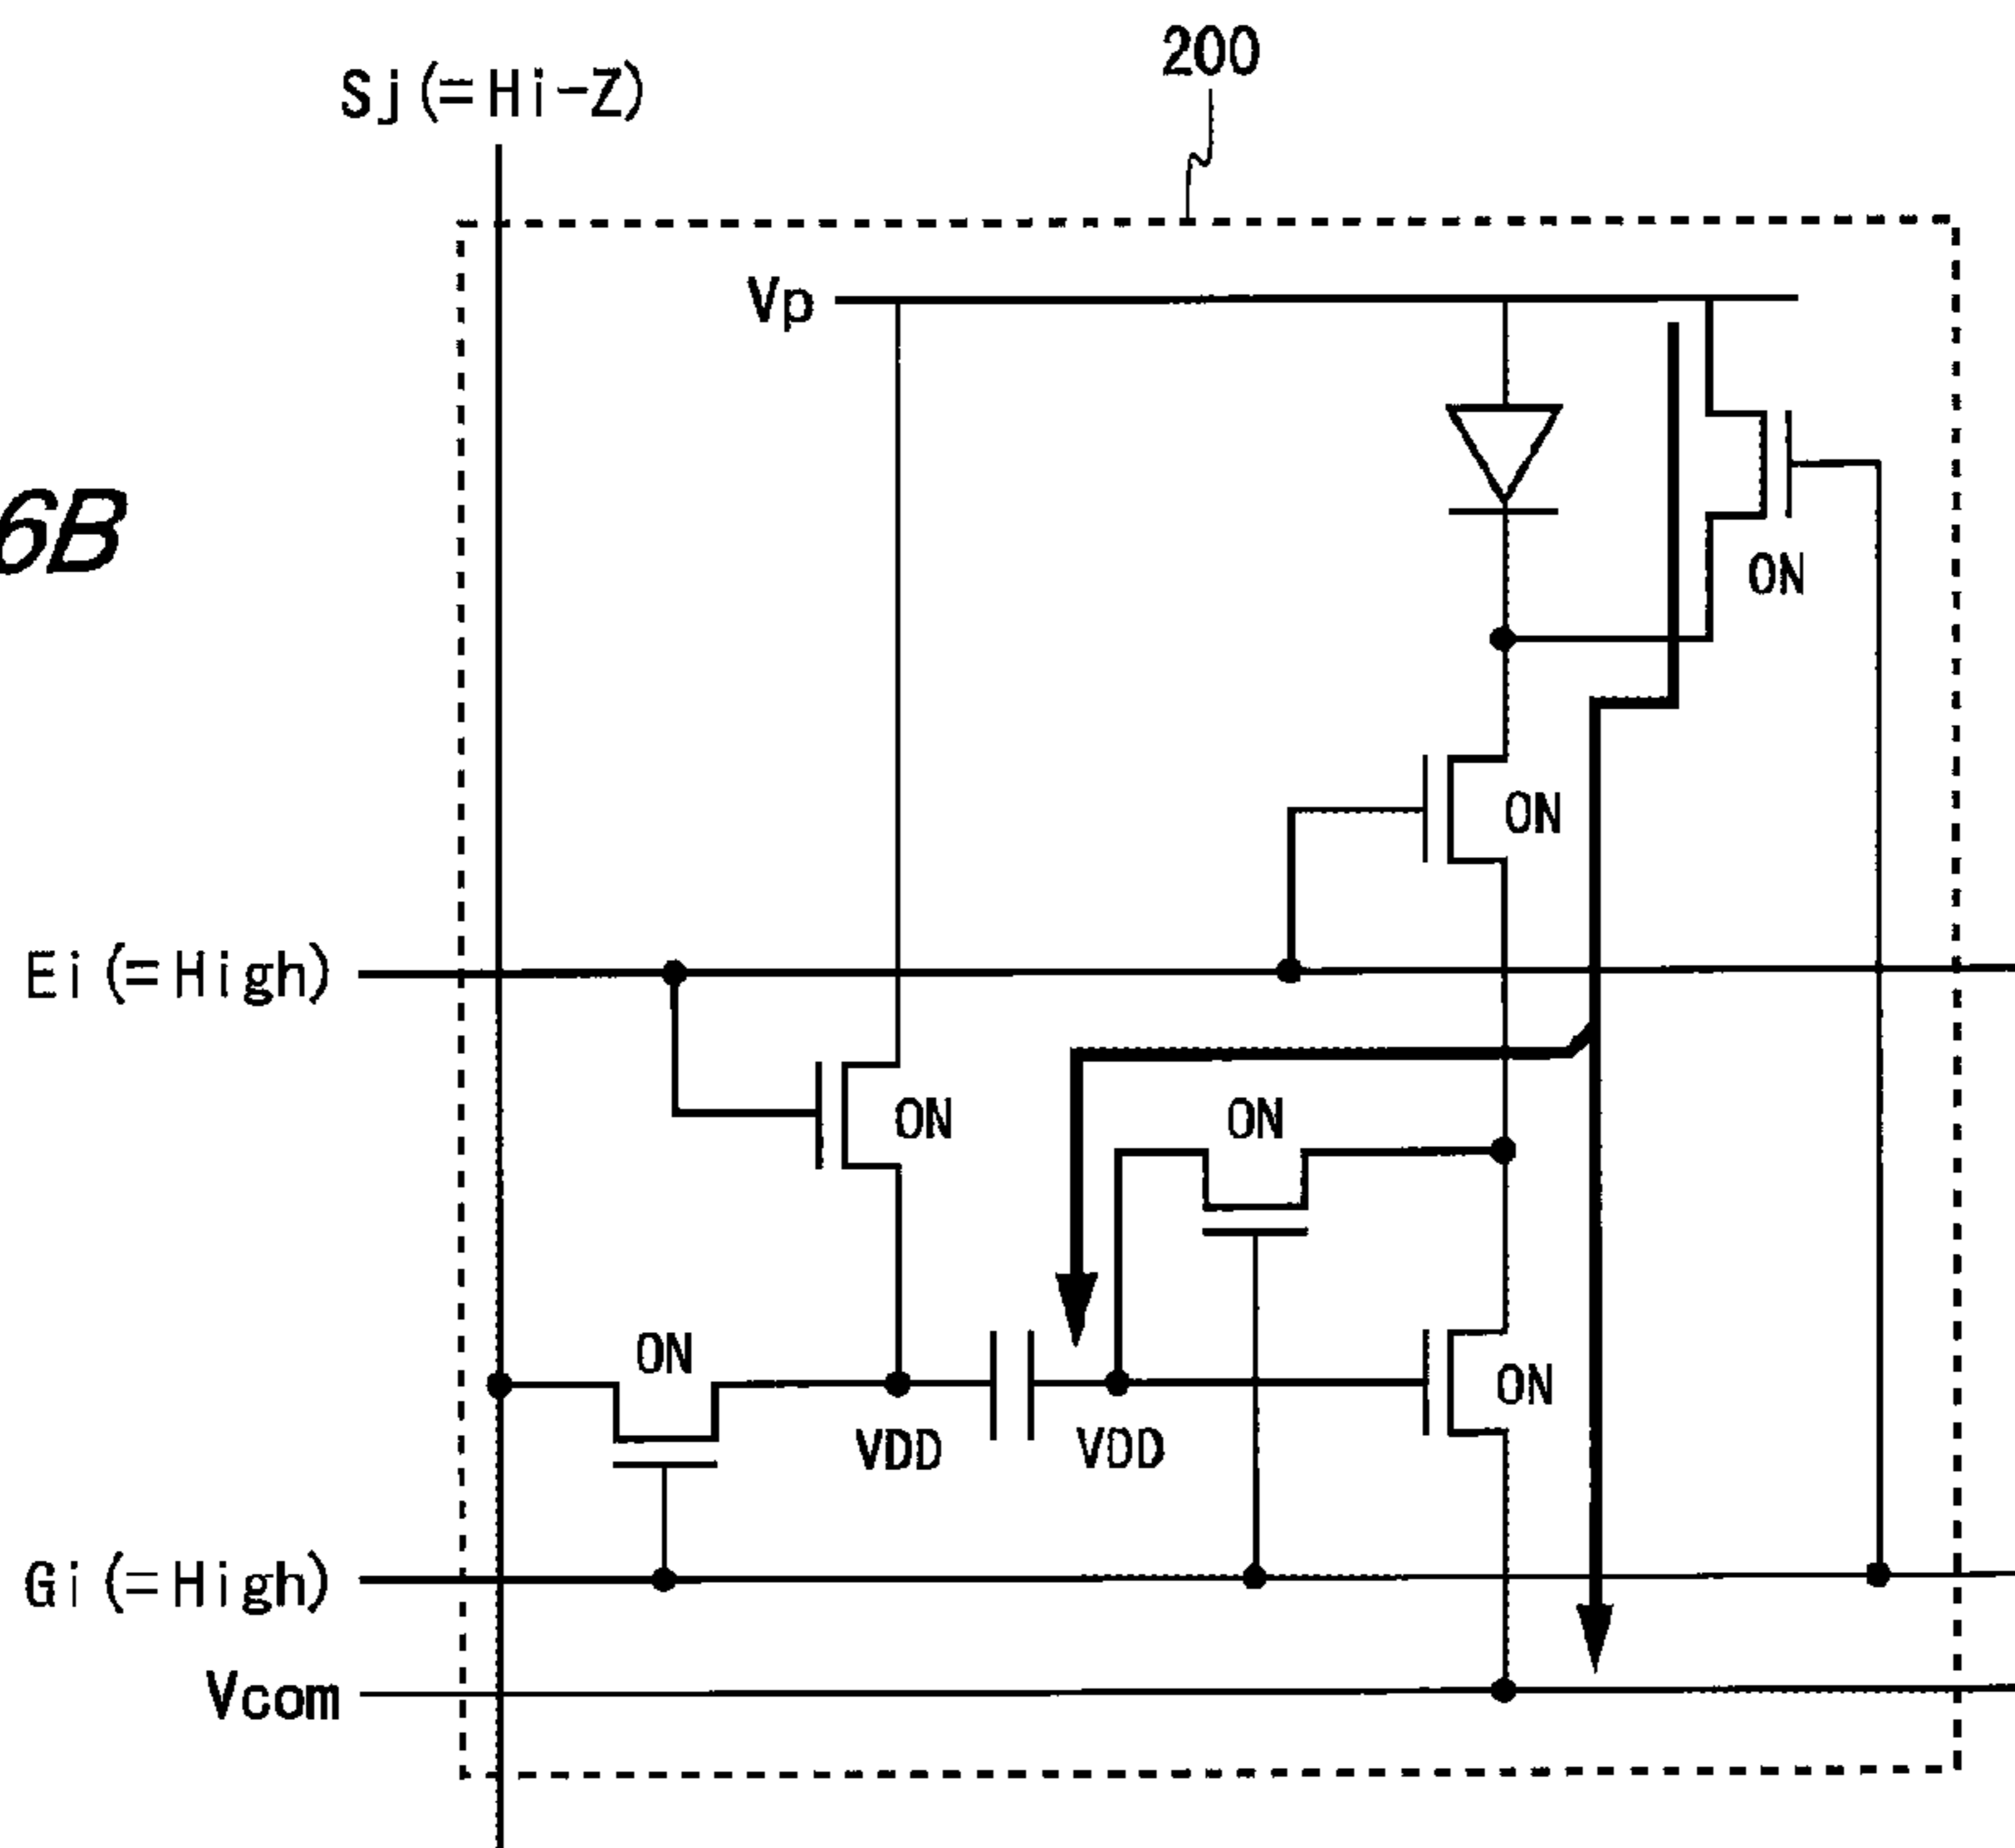 200
Sj(=Hi-Z)
Vp
6B
ON
ON
Ei(=High)
ON
ON
ON
ON
VDD
VDD
Gi(=High)
Vcom